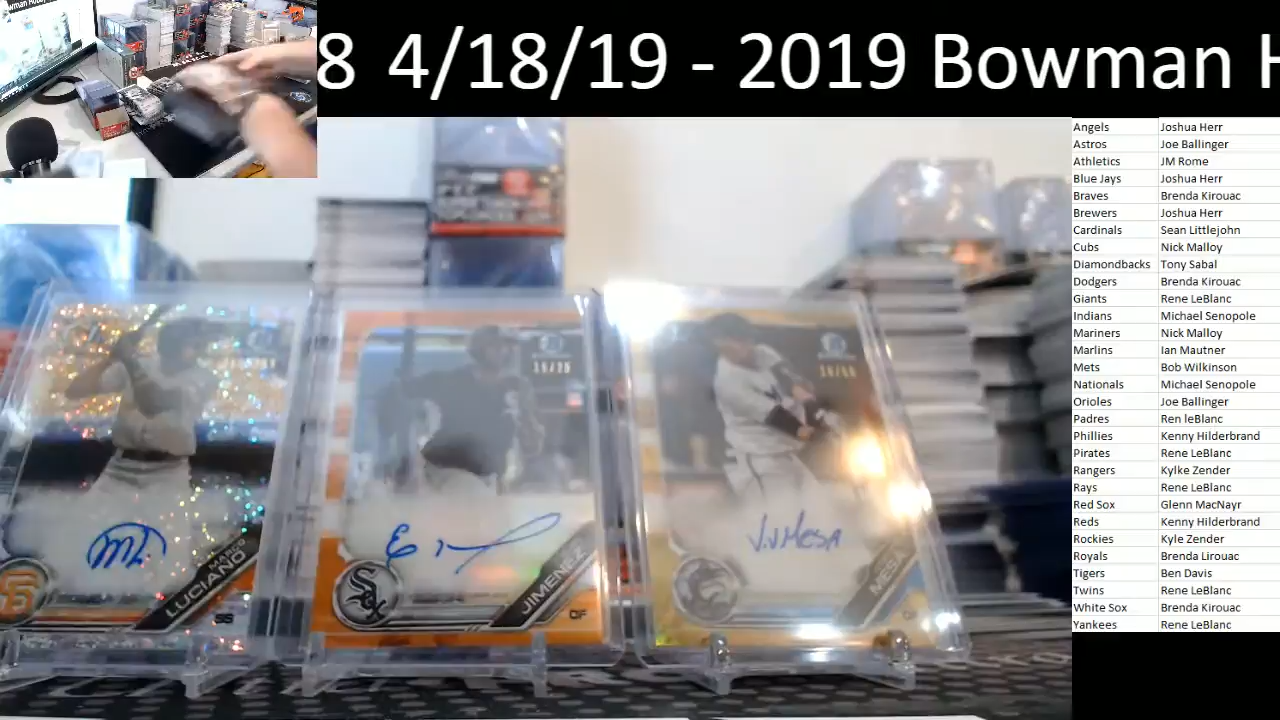 8 4/18/19 - 2019 Bowman H
Angels Joshua Herr
Astros Joe Ballinger
Athletics JM Rome
Blue Jays Joshua Herr
Braves Brenda Kirouac
Brewers Joshua Herr
Cardinals Sean Littlejohn
Cubs Nick Malloy
Diamondbacks Tony Sabal
Dodgers Brenda Kirouac
Giants Rene LeBlanc
Indians Michael Senopole
Mariners Nick Malloy
Marlins Ian Mautner
Mets Bob Wilkinson
Nationals Michael Senopole
Orioles Joe Ballinger
Padres Ren leBlanc
Phillies Kenny Hilderbrand
Pirates Rene LeBlanc
Rangers Kylke Zender
Rays Rene LeBlanc
Red Sox Glenn MacNayr
Reds Kenny Hilderbrand
Rockies Kyle Zender
Royals Brenda Lirouac
Tigers Ben Davis
Twins Rene LeBlanc
White Sox Brenda Kirouac
Yankees Rene LeBlanc
MARCO
LUCIANO
SS
JIMENEZ
OF
J.V MESA
MESA